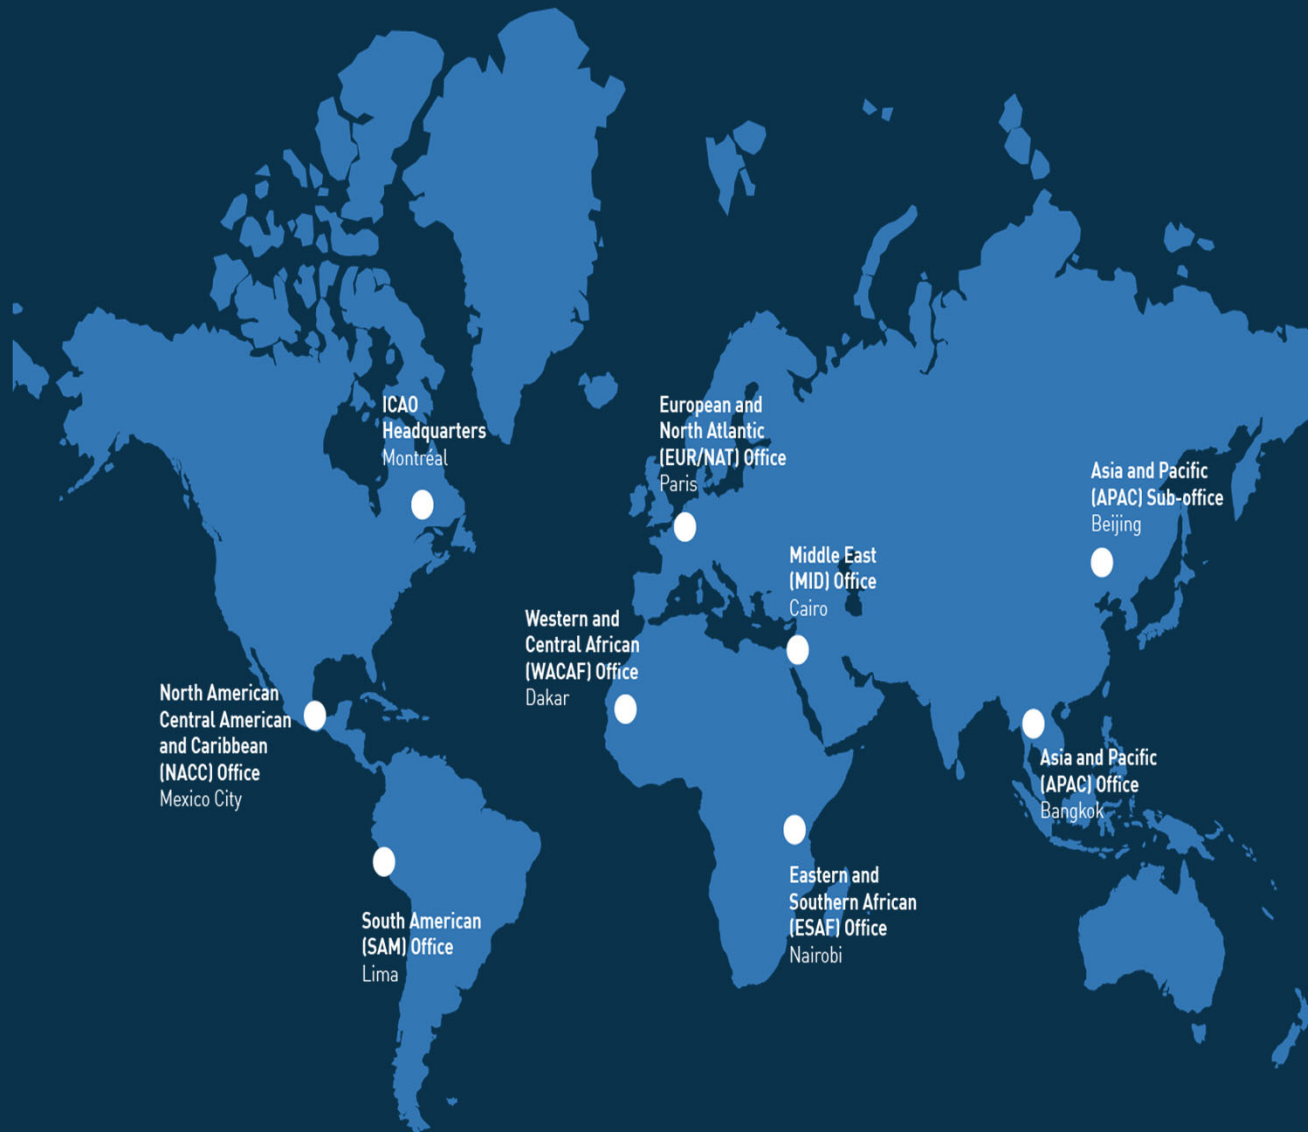 ICAO
Headquarters
Montréal
European and
North Atlantic
(EUR/NAT) Office
Paris
Asia and Pacific
(APAC) Sub-office
Beijing
Middle East
(MID) Office
Cairo
Western and
Central African
(WACAF) Office
Dakar
North American
Central American
and Caribbean
(NACC) Office
Mexico City
Asia and Pacific
(APAC) Office
Bangkok
Eastern and
Southern African
(ESAF) Office
Nairobi
South American
(SAM) Office
Lima